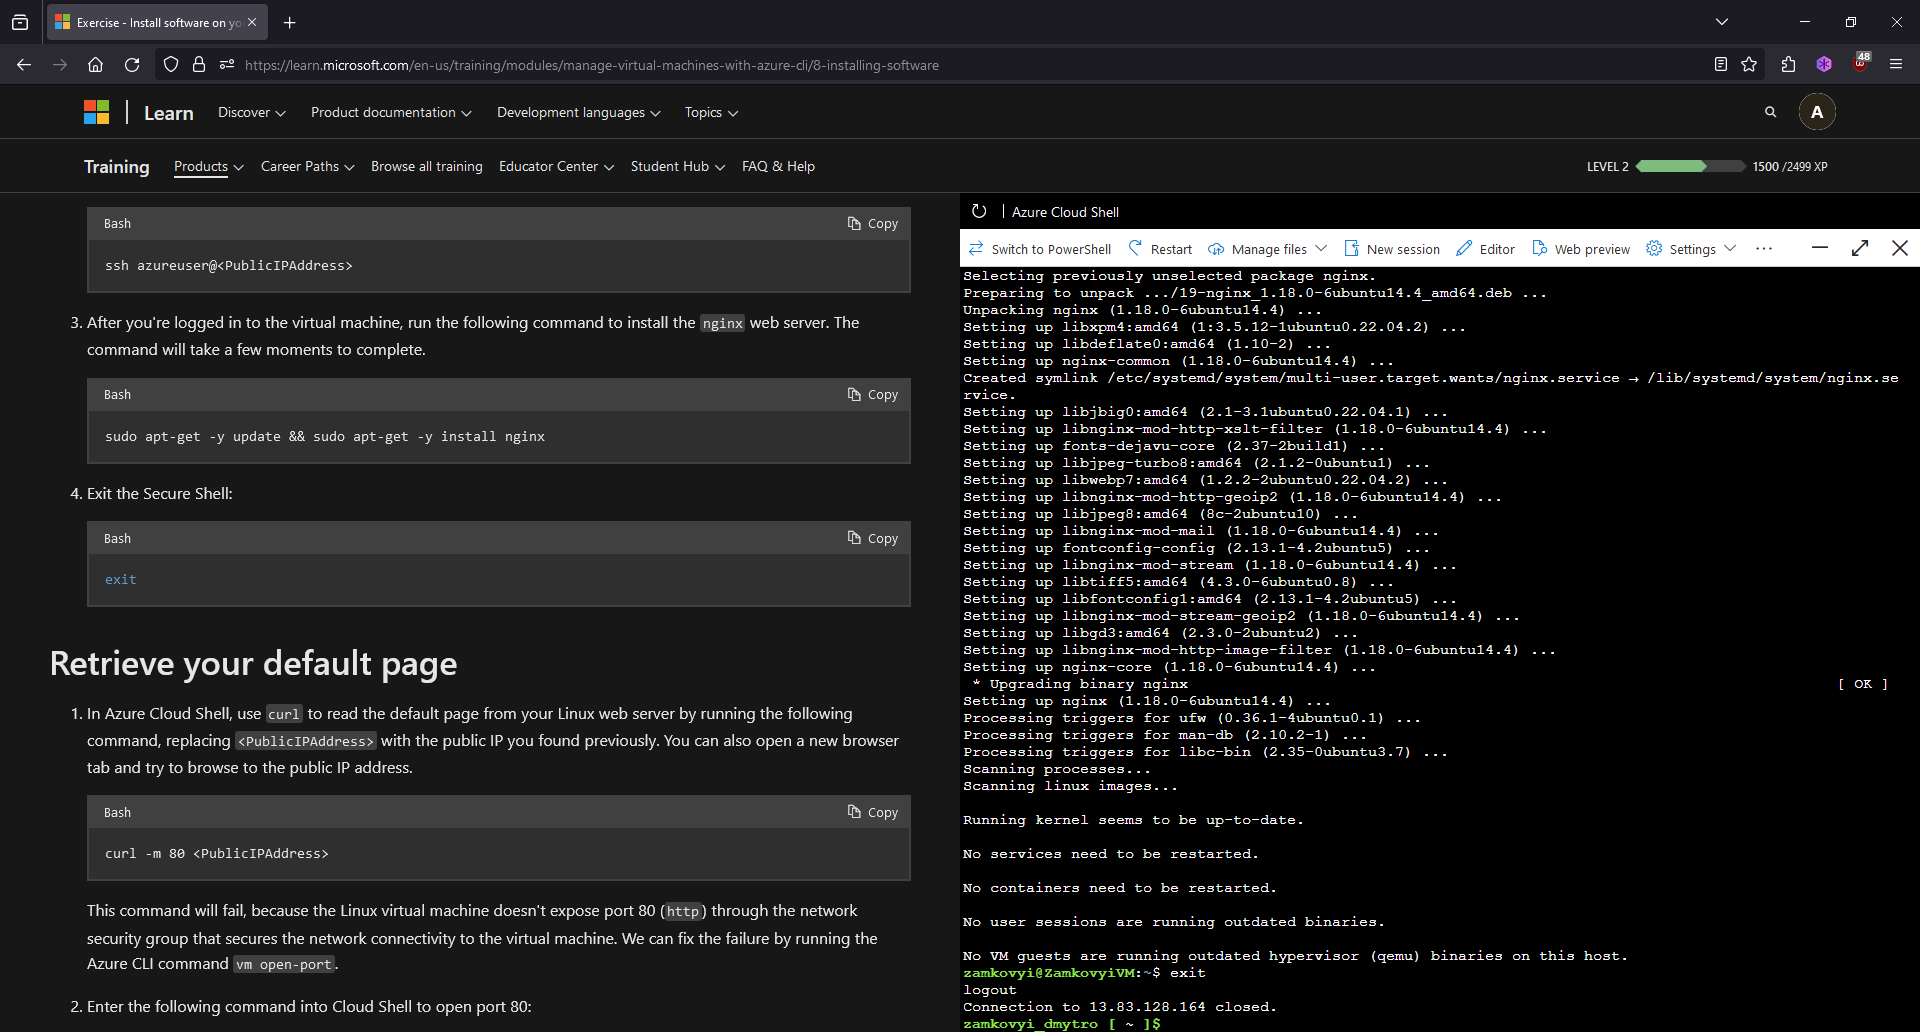 Exercise - Install software on yo
https://learn.microsoft.com/en-us/training/modules/manage-virtual-machines-with-azure-cli/8-installing-software
48
Learn
Discover
Product documentation
Development languages
Topics
A
Training
Products
Career Paths
Browse all training
Educator Center
Student Hub
FAQ & Help
LEVEL 2
1500 /2499 XP
Bash
Copy
ssh azureuser@<PublicIPAddress>
3. After you're logged in to the virtual machine, run the following command to install the nginx web server. The
command will take a few moments to complete.
Bash
Copy
sudo apt-get -y update && sudo apt-get -y install nginx
4. Exit the Secure Shell:
Bash
Copy
exit
Retrieve your default page
1. In Azure Cloud Shell, use curl to read the default page from your Linux web server by running the following
command, replacing <PublicIPAddress> with the public IP you found previously. You can also open a new browser
tab and try to browse to the public IP address.
Bash
Copy
curl -m 80 <PublicIPAddress>
This command will fail, because the Linux virtual machine doesn't expose port 80 (http) through the network
security group that secures the network connectivity to the virtual machine. We can fix the failure by running the
Azure CLI command vm open-port.
2. Enter the following command into Cloud Shell to open port 80:
Azure Cloud Shell
Switch to PowerShell
Restart
Manage files
New session
Editor
Web preview
Settings
Selecting previously unselected package nginx.
Preparing to unpack .../19-nginx_1.18.0-6ubuntu14.4_amd64.deb ...
Unpacking nginx (1.18.0-6ubuntu14.4) ...
Setting up libxpm4:amd64 (1:3.5.12-1ubuntu0.22.04.2) ...
Setting up libdeflate0:amd64 (1.10-2) ...
Setting up nginx-common (1.18.0-6ubuntu14.4) ...
Created symlink /etc/systemd/system/multi-user.target.wants/nginx.service → /lib/systemd/system/nginx.se
rvice.
Setting up libjbig0:amd64 (2.1-3.1ubuntu0.22.04.1) ...
Setting up libnginx-mod-http-xslt-filter (1.18.0-6ubuntu14.4) ...
Setting up fonts-dejavu-core (2.37-2build1) ...
Setting up libjpeg-turbo8:amd64 (2.1.2-0ubuntu1) ...
Setting up libwebp7:amd64 (1.2.2-2ubuntu0.22.04.2) ...
Setting up libnginx-mod-http-geoip2 (1.18.0-6ubuntu14.4) ...
Setting up libjpeg8:amd64 (8c-2ubuntu10) ...
Setting up libnginx-mod-mail (1.18.0-6ubuntu14.4) ...
Setting up fontconfig-config (2.13.1-4.2ubuntu5) ...
Setting up libnginx-mod-stream (1.18.0-6ubuntu14.4) ...
Setting up libtiff5:amd64 (4.3.0-6ubuntu0.8) ...
Setting up libfontconfig1:amd64 (2.13.1-4.2ubuntu5) ...
Setting up libnginx-mod-stream-geoip2 (1.18.0-6ubuntu14.4) ...
Setting up libgd3:amd64 (2.3.0-2ubuntu2) ...
Setting up libnginx-mod-http-image-filter (1.18.0-6ubuntu14.4) ...
Setting up nginx-core (1.18.0-6ubuntu14.4) ...
* Upgrading binary nginx [ OK ]
Setting up nginx (1.18.0-6ubuntu14.4) ...
Processing triggers for ufw (0.36.1-4ubuntu0.1) ...
Processing triggers for man-db (2.10.2-1) ...
Processing triggers for libc-bin (2.35-0ubuntu3.7) ...
Scanning processes...
Scanning linux images...
Running kernel seems to be up-to-date.
No services need to be restarted.
No containers need to be restarted.
No user sessions are running outdated binaries.
No VM guests are running outdated hypervisor (qemu) binaries on this host.
zamkovyi@ZamkovyiVM:~$ exit
logout
Connection to 13.83.128.164 closed.
zamkovyi_dmytro [ ~ ]$